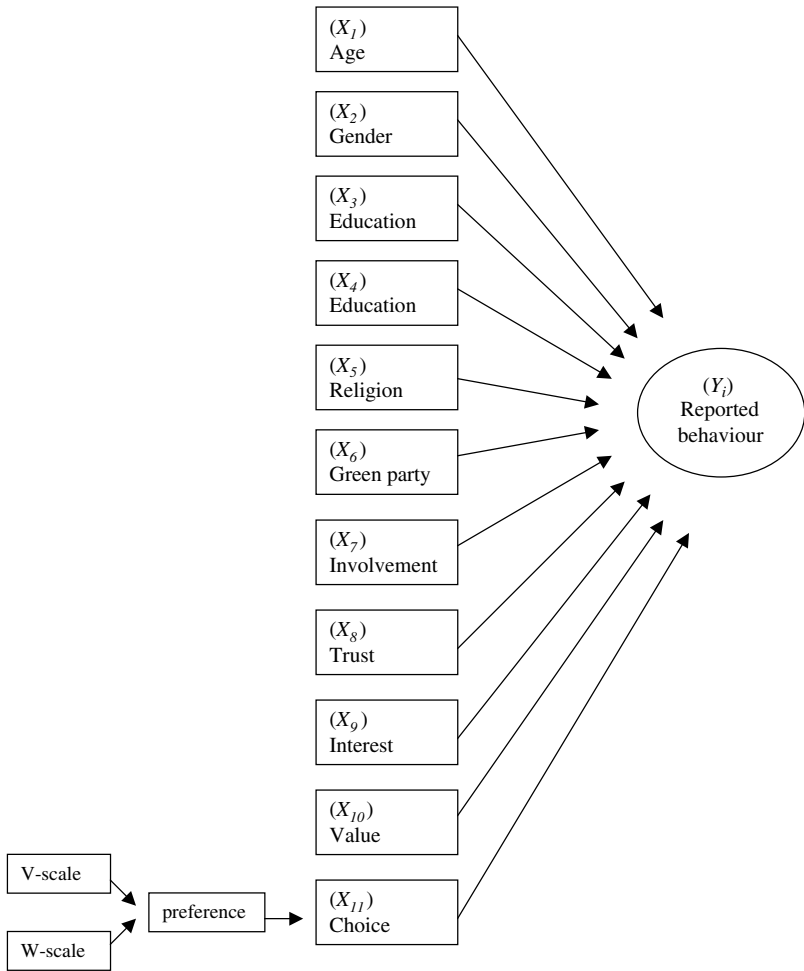 (X₁)
Age
(X₂)
Gender
(X₃)
Education
(X₄)
Education
(X₅)
Religion
(Yᵢ)
Reported
behaviour
(X₆)
Green party
(X₇)
Involvement
(X₈)
Trust
(X₉)
Interest
(X₁₀)
Value
V-scale
preference
W-scale
(X₁₁)
Choice